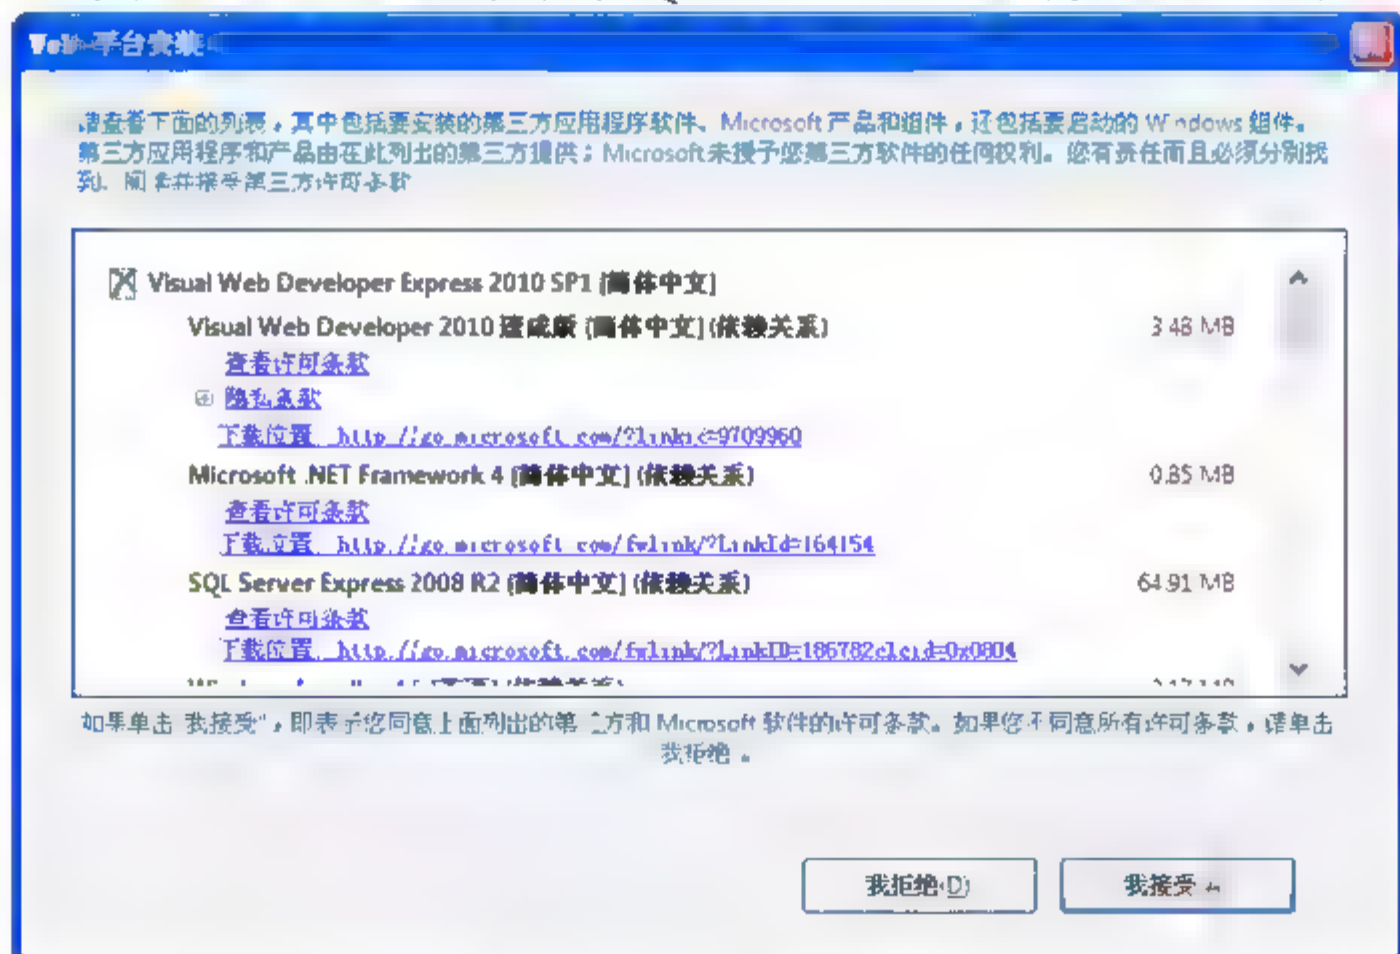 Web 平台安装
请查看下面的列表，其中包括要安装的第三方应用程序软件、Microsoft 产品和组件，还包括要启动的 Windows 组件。
第三方应用程序和产品由在此列出的第三方提供；Microsoft 未授予您第三方软件的任何权利。您有责任而且必须分别找
到、阅读并接受第三方许可条款
Visual Web Developer Express 2010 SP1 [简体中文]
Visual Web Developer 2010 速成版 [简体中文] (依赖关系) 3.48 MB
查看许可条款
隐私条款
下载位置 http://go.microsoft.com/?linkid=9709960
Microsoft .NET Framework 4 [简体中文] (依赖关系) 0.85 MB
查看许可条款
下载位置 http://go.microsoft.com/fwlink/?LinkId=164154
SQL Server Express 2008 R2 [简体中文] (依赖关系) 64.91 MB
查看许可条款
下载位置 http://go.microsoft.com/fwlink/?LinkID=186782clcid=0x0804
如果单击"我接受"，即表示您同意上面列出的第三方和 Microsoft 软件的许可条款。如果您不同意所有许可条款，请单击
我拒绝。
我拒绝(D) 我接受